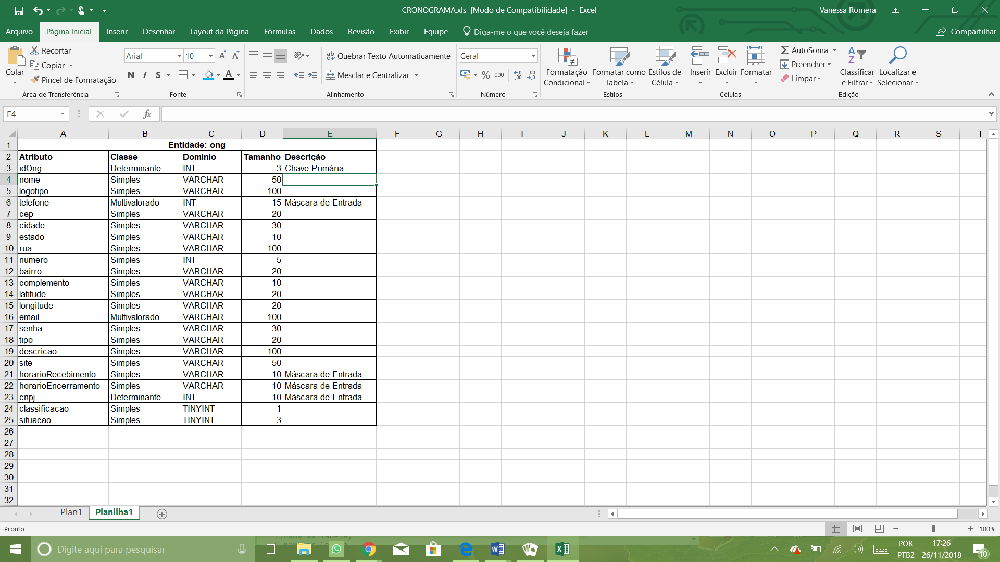 CRONOGRAMA.xls [Modo de Compatibilidade] - Excel
Vanessa Romera
Arquivo Página Inicial Inserir Desenhar Layout da Página Fórmulas Dados Revisão Exibir Equipe Diga-me o que você deseja fazer Compartilhar
Colar
Recortar
Copiar
Pincel de Formatação
Área de Transferência
Arial 10
N I S
Fonte
Quebrar Texto Automaticamente
Mesclar e Centralizar
Alinhamento
Geral
% 000
Número
Formatação Condicional
Formatar como Tabela
Estilos de Célula
Estilos
Inserir Excluir Formatar
Células
AutoSoma
Preencher
Limpar
Classificar e Filtrar
Localizar e Selecionar
Edição
E4
fx
A B C D E F G H I J K L M N O P Q R S T
1 Entidade: ong
2 Atributo Classe Domínio Tamanho Descrição
3 idOng Determinante INT 3 Chave Primária
4 nome Simples VARCHAR 50
5 logotipo Simples VARCHAR 100
6 telefone Multivalorado INT 15 Máscara de Entrada
7 cep Simples VARCHAR 20
8 cidade Simples VARCHAR 30
9 estado Simples VARCHAR 10
10 rua Simples VARCHAR 100
11 numero Simples INT 5
12 bairro Simples VARCHAR 20
13 complemento Simples VARCHAR 10
14 latitude Simples VARCHAR 20
15 longitude Simples VARCHAR 20
16 email Multivalorado VARCHAR 100
17 senha Simples VARCHAR 30
18 tipo Simples VARCHAR 20
19 descricao Simples VARCHAR 100
20 site Simples VARCHAR 50
21 horarioRecebimento Simples VARCHAR 10 Máscara de Entrada
22 horarioEncerramento Simples VARCHAR 10 Máscara de Entrada
23 cnpj Determinante INT 10 Máscara de Entrada
24 classificacao Simples TINYINT 1
25 situacao Simples TINYINT 3
26
27
28
29
30
31
32
Plan1 Planilha1
Pronto
100%
Digite aqui para pesquisar
POR
PTB2
17:26
26/11/2018
10